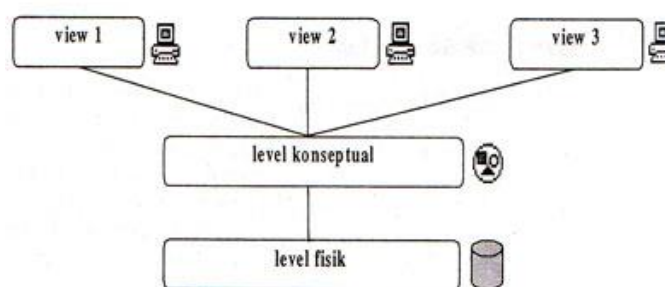 view 1
view 2
view 3
level konseptual
level fisik